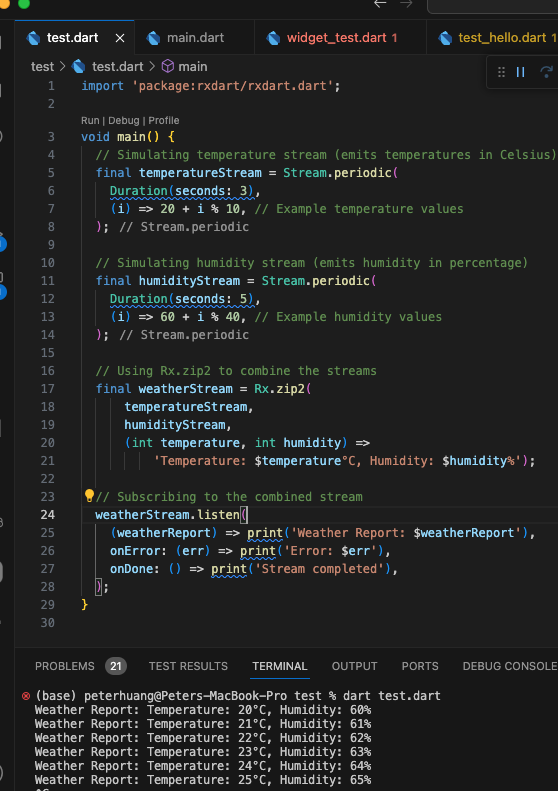 test.dart main.dart widget_test.dart 1 test_hello.dart 1
test > test.dart > main
1 import 'package:rxdart/rxdart.dart';
2
Run | Debug | Profile
3 void main() {
4 // Simulating temperature stream (emits temperatures in Celsius)
5 final temperatureStream = Stream.periodic(
6 Duration(seconds: 3),
7 (i) => 20 + i % 10, // Example temperature values
8 ); // Stream.periodic
9
10 // Simulating humidity stream (emits humidity in percentage)
11 final humidityStream = Stream.periodic(
12 Duration(seconds: 5),
13 (i) => 60 + i % 40, // Example humidity values
14 ); // Stream.periodic
15
16 // Using Rx.zip2 to combine the streams
17 final weatherStream = Rx.zip2(
18 temperatureStream,
19 humidityStream,
20 (int temperature, int humidity) =>
21 'Temperature: $temperature°C, Humidity: $humidity%');
22
23 // Subscribing to the combined stream
24 weatherStream.listen(
25 (weatherReport) => print('Weather Report: $weatherReport'),
26 onError: (err) => print('Error: $err'),
27 onDone: () => print('Stream completed'),
28 );
29 }
30
PROBLEMS 21 TEST RESULTS TERMINAL OUTPUT PORTS DEBUG CONSOLE
(base) peterhuang@Peters-MacBook-Pro test % dart test.dart
Weather Report: Temperature: 20°C, Humidity: 60%
Weather Report: Temperature: 21°C, Humidity: 61%
Weather Report: Temperature: 22°C, Humidity: 62%
Weather Report: Temperature: 23°C, Humidity: 63%
Weather Report: Temperature: 24°C, Humidity: 64%
Weather Report: Temperature: 25°C, Humidity: 65%